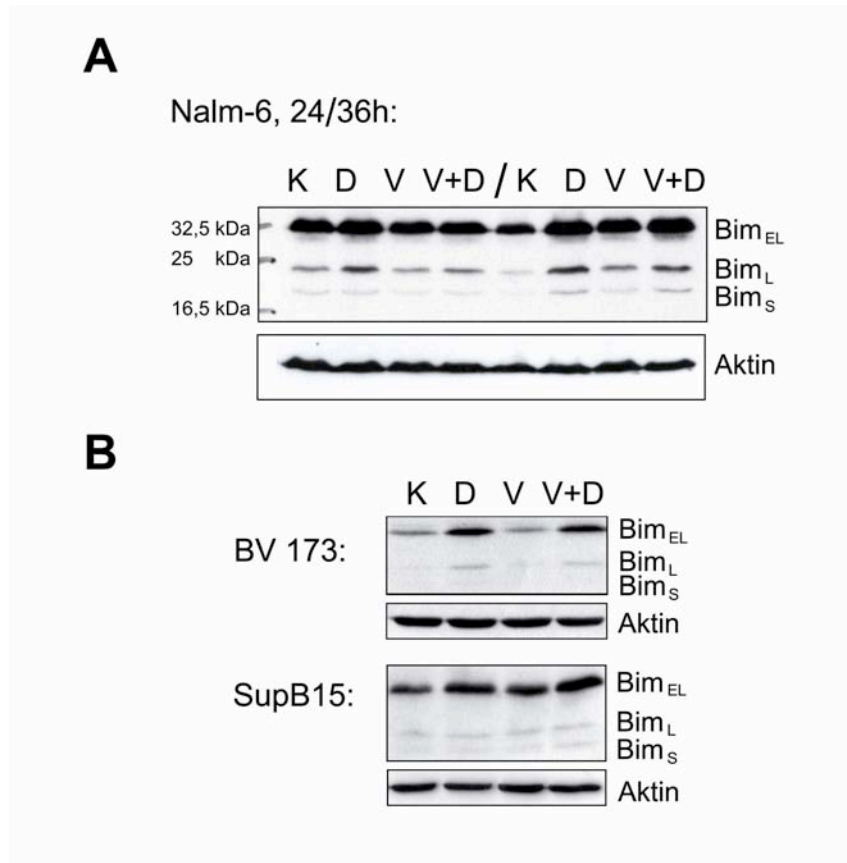 A
Nalm-6, 24/36h:
K D V V+D / K D V V+D
32,5 kDa
25 kDa
16,5 kDa
Bim EL
Bim L
Bim S
Aktin
B
K D V V+D
BV 173:
Bim EL
Bim L
Bim S
Aktin
SupB15:
Bim EL
Bim L
Bim S
Aktin